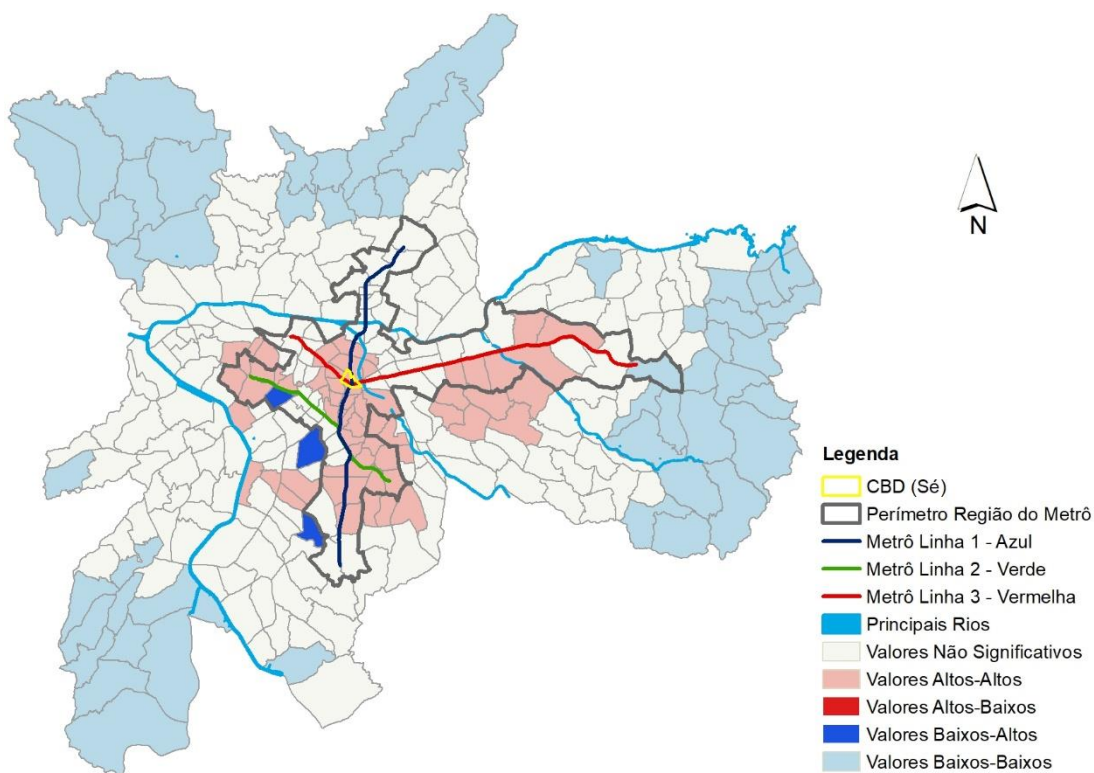 N
Legenda
CBD (Sé)
Perímetro Região do Metrô
Metrô Linha 1 - Azul
Metrô Linha 2 - Verde
Metrô Linha 3 - Vermelha
Principais Rios
Valores Não Significativos
Valores Altos-Altos
Valores Altos-Baixos
Valores Baixos-Altos
Valores Baixos-Baixos